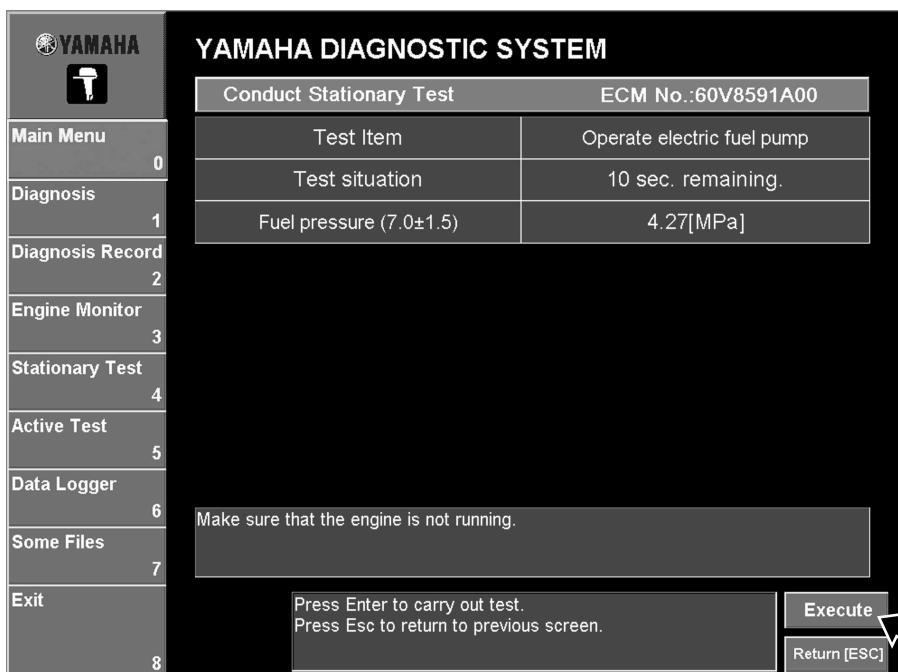 YAMAHA
YAMAHA DIAGNOSTIC SYSTEM
Conduct Stationary Test ECM No.:60V8591A00
Test Item Operate electric fuel pump
Test situation 10 sec. remaining.
Fuel pressure (7.0±1.5) 4.27[MPa]
Main Menu
0
Diagnosis
1
Diagnosis Record
2
Engine Monitor
3
Stationary Test
4
Active Test
5
Data Logger
6
Some Files
7
Exit
8
Make sure that the engine is not running.
Press Enter to carry out test.
Press Esc to return to previous screen.
Execute
Return [ESC]